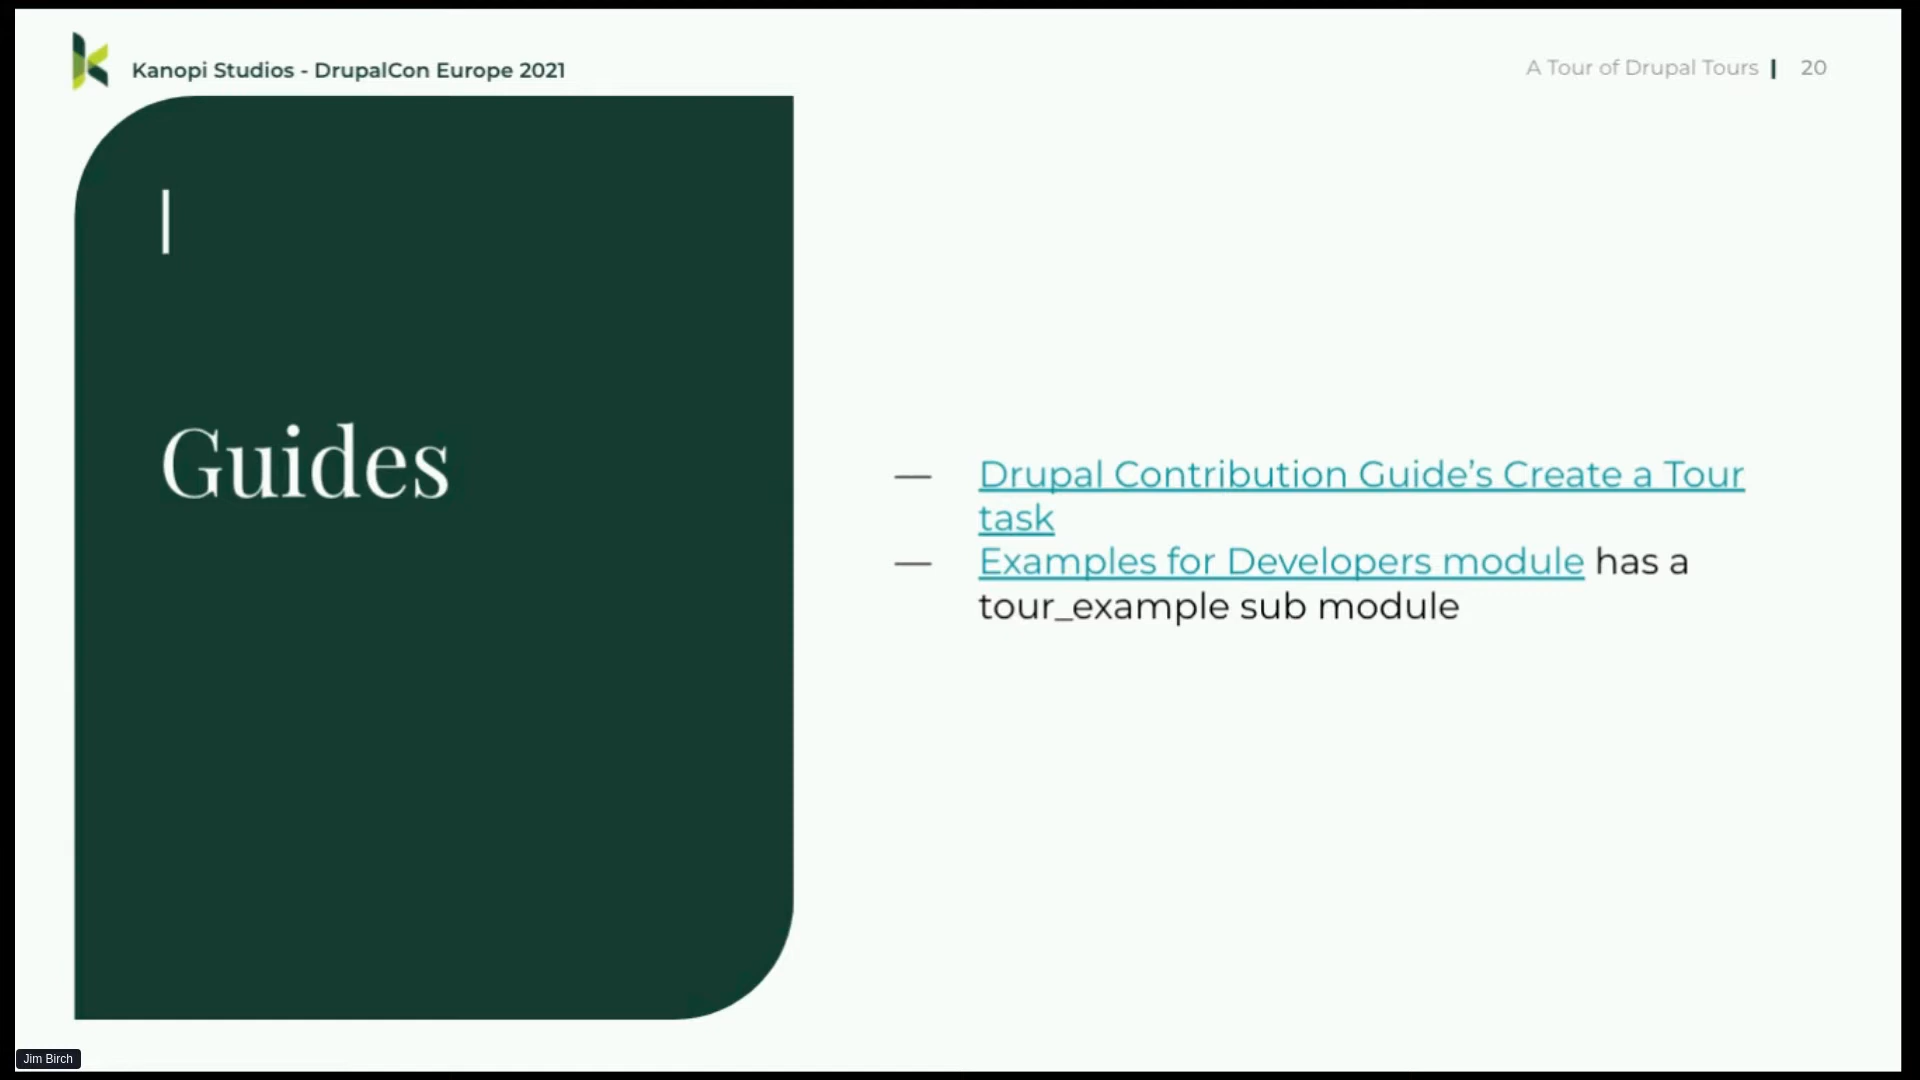 Kanopi Studios - DrupalCon Europe 2021
A Tour of Drupal Tours | 20
Guides
— Drupal Contribution Guide’s Create a Tour
task
— Examples for Developers module has a
tour_example sub module
Jim Birch